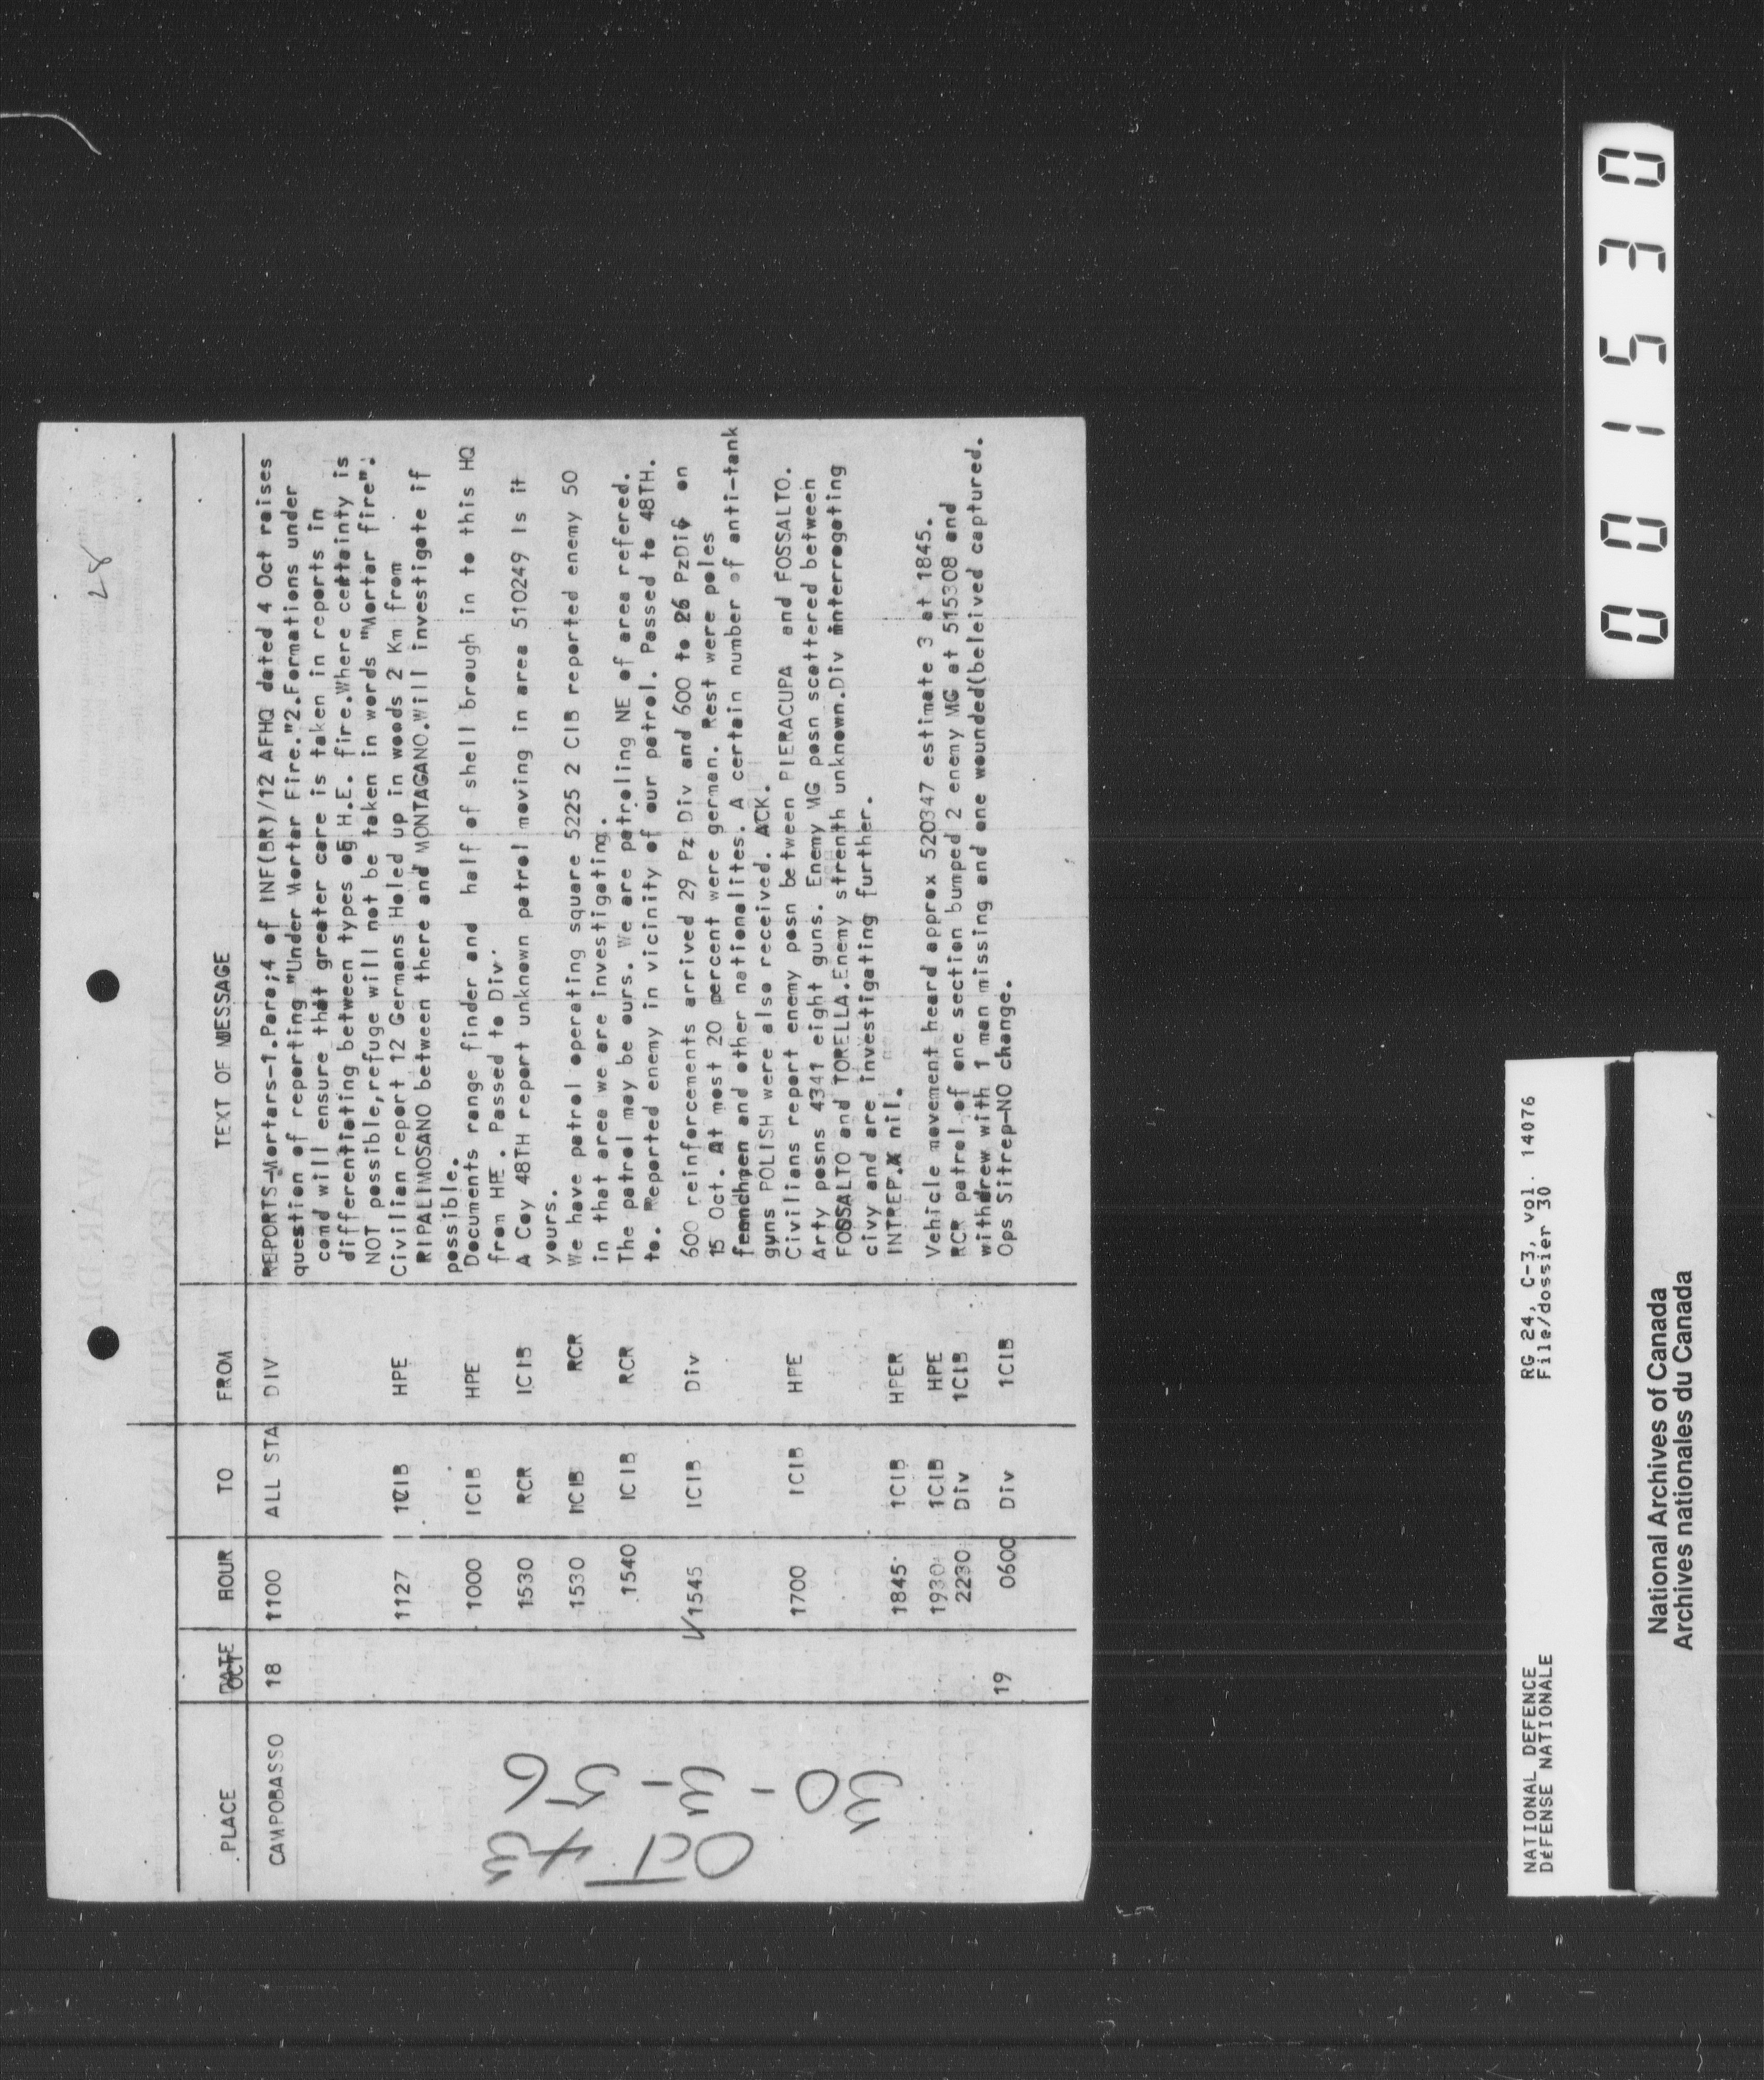 28
PLACE DATE HOUR TO FROM TEXT OF MESSAGE
OCT
CAMPOBASSO 18 1100 ALL STA DIV REPORTS-Mortars-1.Para;4 of INF(BR)/12 AFHQ dated 4 Oct raises
question of reporting "Under Mortar Fire."2.Formations under
comd will ensure that greater care is taken in reports in
differentiating between types of H.E. fire.Where certainty is
NOT possible,refuge will not be taken in words "Mortar fire".
1127 1CIB HPE Civilian report 12 Germans Holed up in woods 2 Km from
RIPALIMOSANO between there and MONTAGANO.Will investigate if
possible.
1000 1CIB HPE Documents range finder and half of shell brough in to this HQ
from HPE. Passed to Div.
1530 RCR 1CIB A Coy 48TH report unknown patrol moving in area 510249 Is it
yours.
1530 1CIB RCR We have patrol operating square 5225 2 CIB reported enemy 50
in that area we are investigating.
1540 1CIB RCR The patrol may be ours. We are patroling NE of area refered.
to. Reported enemy in vicinity of our patrol. Passed to 48TH.
1545 1CIB Div 600 reinforcements arrived 29 Pz Div and 600 to 26 PzDiv on
15 Oct. At most 20 percent were german. Rest were poles
frenchmen and other nationalites. A certain number of anti-tank
guns POLISH were also received. ACK.
1700 1CIB HPE Civilians report enemy posn between PIERACUPA and FOSSALTO.
Arty posns 4341 eight guns. Enemy MG posn scattered between
FOSSALTO and TORELLA.Enemy strenth unknown.Div interrogating
civy and are investigating further.
1845 1CIB HPER INTREP. nil.
1930 1CIB HPE Vehicle movement heard approx 520347 estimate 3 at 1845.
2230 Div 1CIB RCR patrol of one section bumped 2 enemy MG at 515308 and
withdrew with 1 man missing and one wounded(beleived captured.
19 0600 Div 1CIB Ops Sitrep-NO change.
OCT 43
30-3-56
NATIONAL DEFENCE RG 24, C-3, vol. 14076
DéFENSE NATIONALE File/dossier 30
National Archives of Canada
Archives nationales du Canada
001530